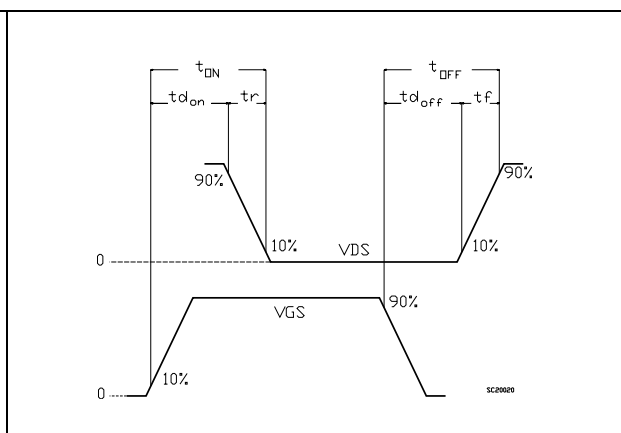 tON tOFF
tdon tr tdoff tf
90% 90%
10% 10%
0 VDS
VGS 90%
10%
0
SC20020